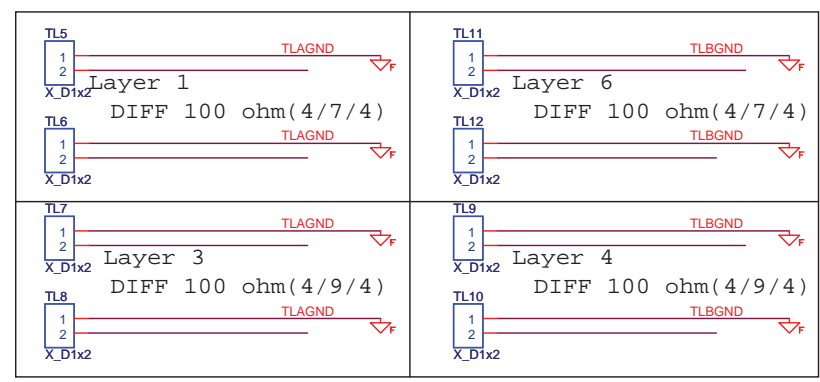 TL5
1 TLAGND
2 F
X_D1x2
Layer 1
DIFF 100 ohm(4/7/4)
TL6
1 TLAGND
2 F
X_D1x2
TL11
1 TLBGND
2 F
X_D1x2
Layer 6
DIFF 100 ohm(4/7/4)
TL12
1 TLBGND
2 F
X_D1x2
TL7
1 TLAGND
2 F
X_D1x2
Layer 3
DIFF 100 ohm(4/9/4)
TL8
1 TLAGND
2 F
X_D1x2
TL9
1 TLBGND
2 F
X_D1x2
Layer 4
DIFF 100 ohm(4/9/4)
TL10
1 TLBGND
2 F
X_D1x2